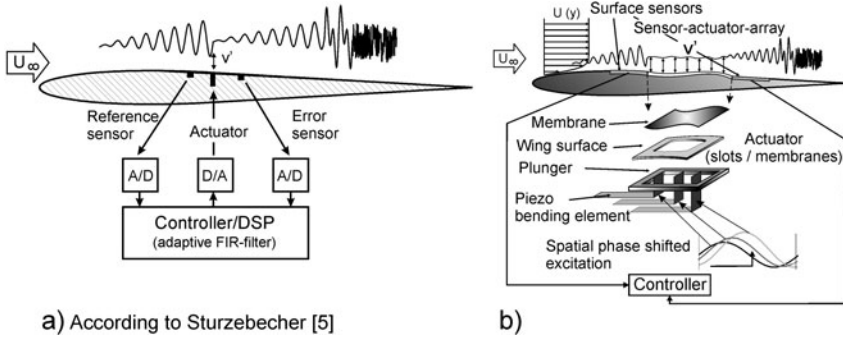 U∞
v'
Reference
sensor
Actuator
Error
sensor
A/D
D/A
A/D
Controller/DSP
(adaptive FIR-filter)
a) According to Sturzebecher [5]
U (y)
Surface sensors
Sensor-actuator-array
v'
U∞
Membrane
Wing surface
Plunger
Piezo
bending element
Actuator
(slots / membranes)
Spatial phase shifted
excitation
Controller
b)